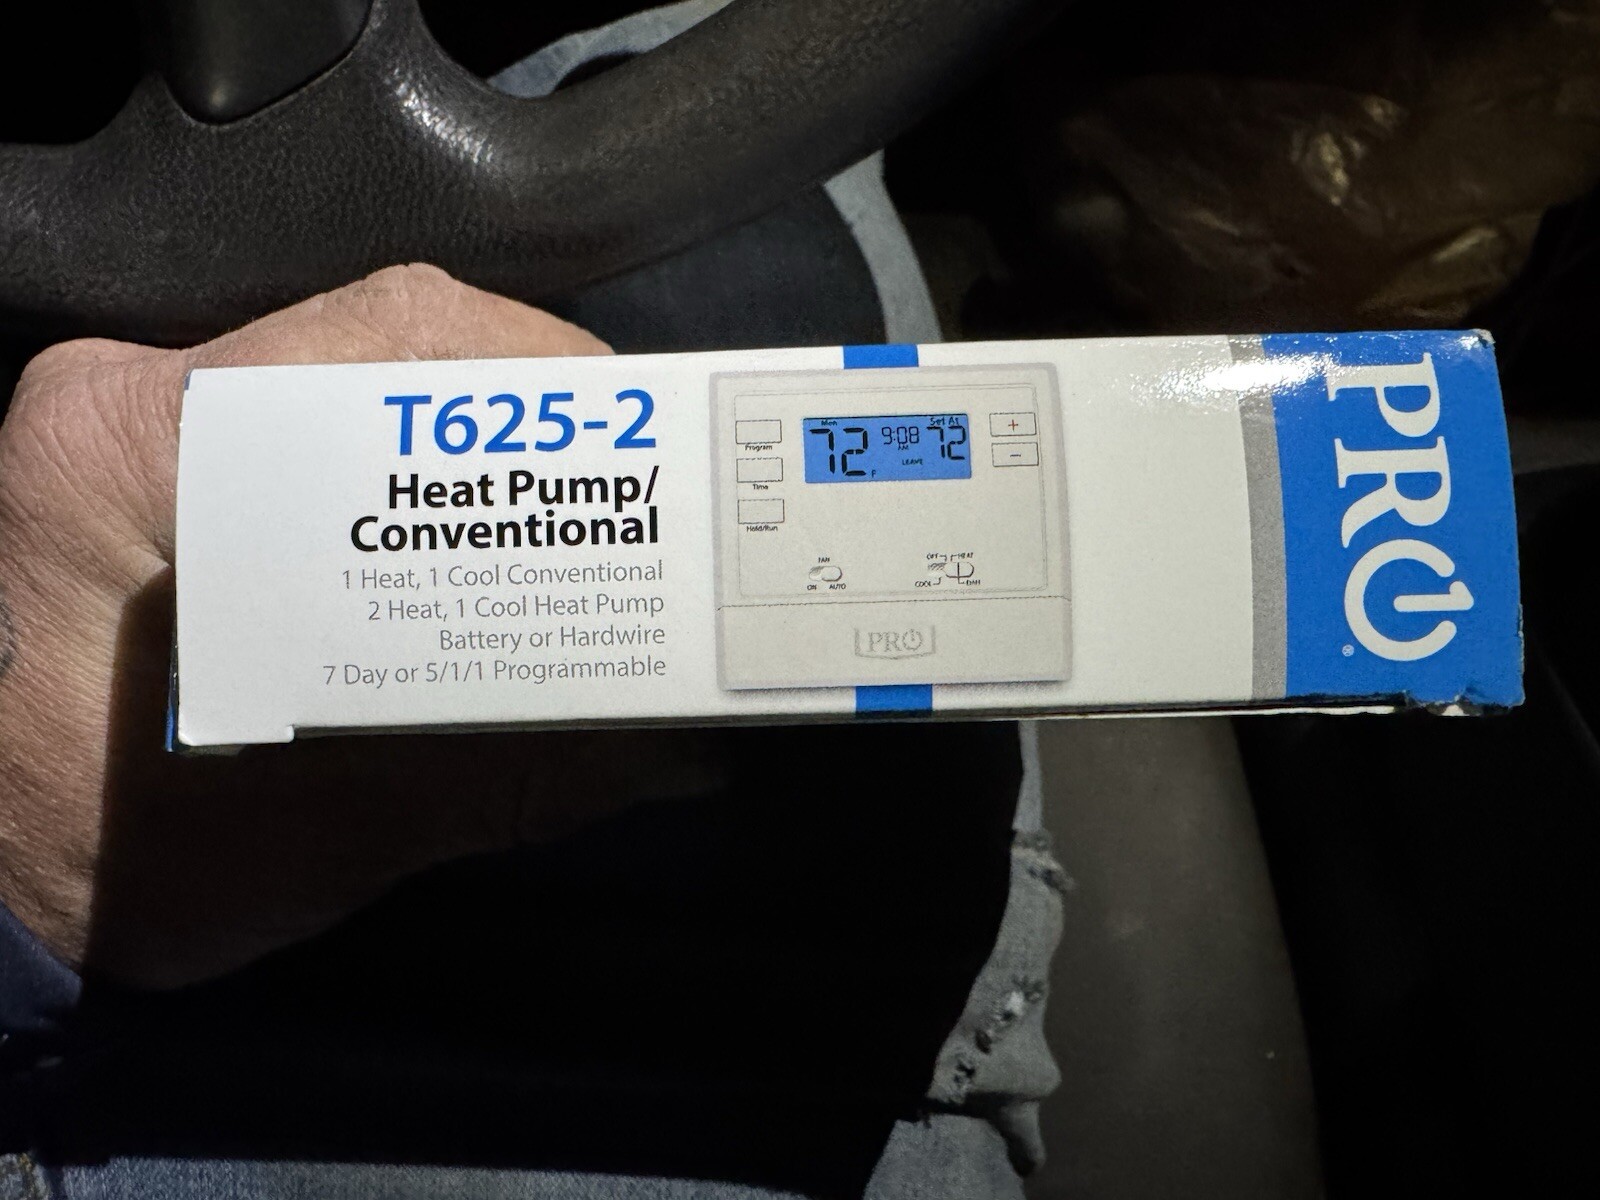 T625-2
Heat Pump/
Conventional
1 Heat, 1 Cool Conventional
2 Heat, 1 Cool Heat Pump
Battery or Hardwire
7 Day or 5/1/1 Programmable
Mon
Set At
72 F
9:08 AM
72
LEAVE
Program
Time
Hold/Run
+
−
FAN
ON AUTO
OFF HEAT
COOL EMH
PRO
PRO®